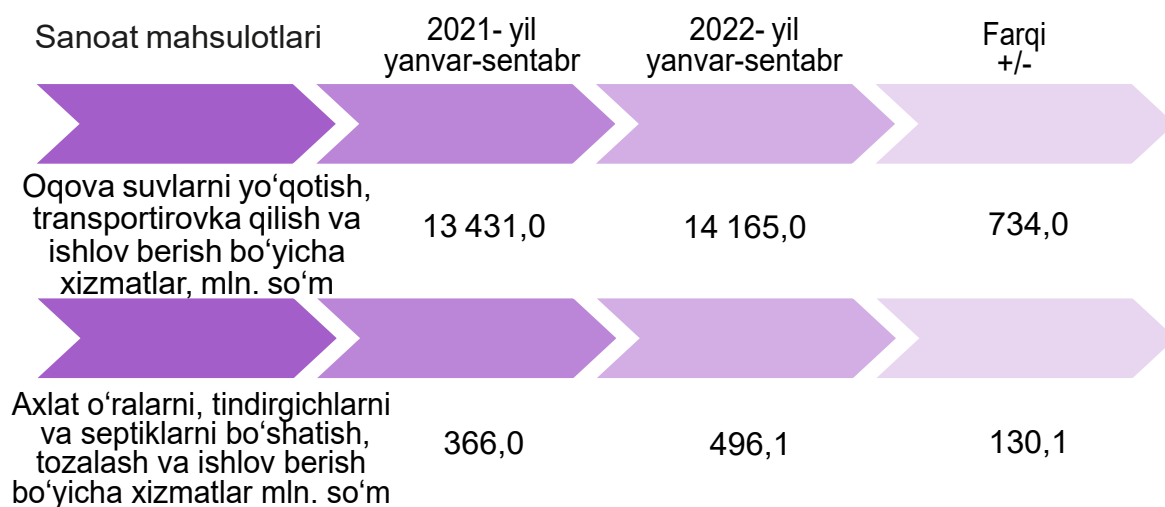 Sanoat mahsulotlari
2021- yil
yanvar-sentabr
2022- yil
yanvar-sentabr
Farqi
+/-
Oqova suvlarni yo‘qotish,
transportirovka qilish va
ishlov berish bo‘yicha
xizmatlar, mln. so‘m
13 431,0
14 165,0
734,0
Axlat o‘ralarni, tindirgichlarni
va septiklarni bo‘shatish,
tozalash va ishlov berish
bo‘yicha xizmatlar mln. so‘m
366,0
496,1
130,1